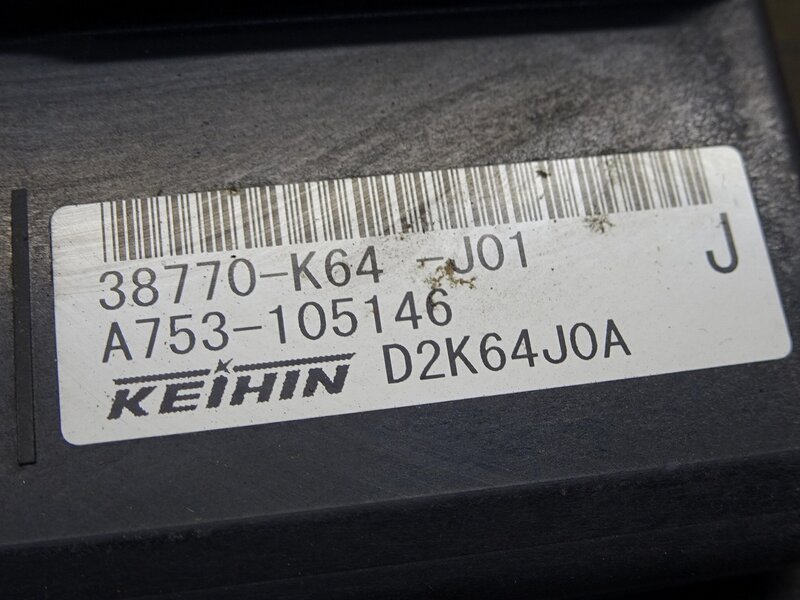 38770-K64 -J01
J
A753-105146
KEIHIN D2K64J0A